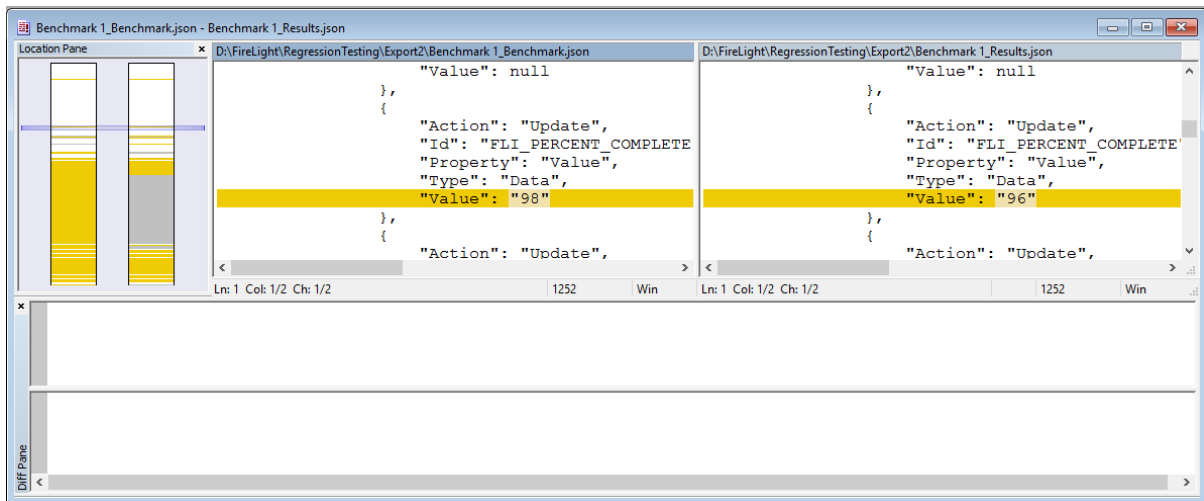 Benchmark 1_Benchmark.json - Benchmark 1_Results.json
Location Pane
D:\FireLight\RegressionTesting\Export2\Benchmark 1_Benchmark.json
"Value": null
},
{
"Action": "Update",
"Id": "FLI_PERCENT_COMPLETE
"Property": "Value",
"Type": "Data",
"Value": "98"
},
{
"Action": "Update",
Ln: 1 Col: 1/2 Ch: 1/2 1252 Win
D:\FireLight\RegressionTesting\Export2\Benchmark 1_Results.json
"Value": null
},
{
"Action": "Update",
"Id": "FLI_PERCENT_COMPLETE"
"Property": "Value",
"Type": "Data",
"Value": "96"
},
{
"Action": "Update",
Ln: 1 Col: 1/2 Ch: 1/2 1252 Win
Diff Pane